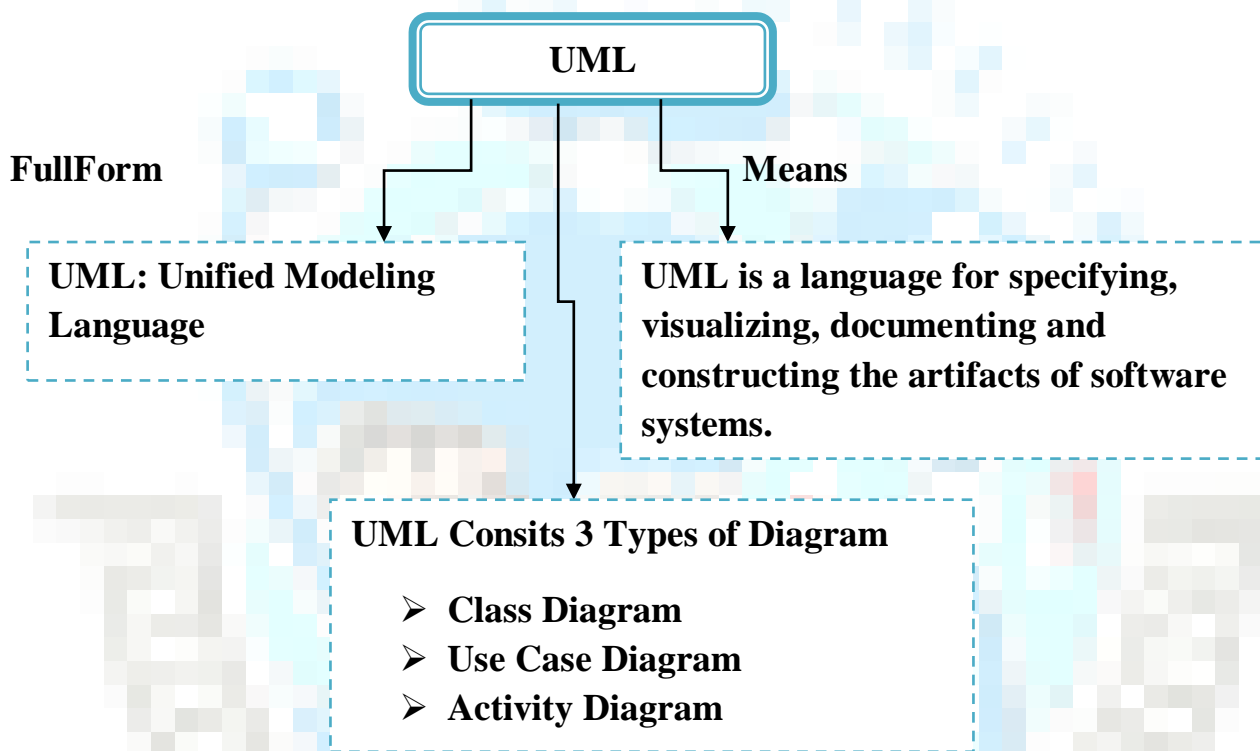 UML
FullForm
Means
UML: Unified Modeling
Language
UML is a language for specifying,
visualizing, documenting and
constructing the artifacts of software
systems.
UML Consits 3 Types of Diagram
➢ Class Diagram
➢ Use Case Diagram
➢ Activity Diagram